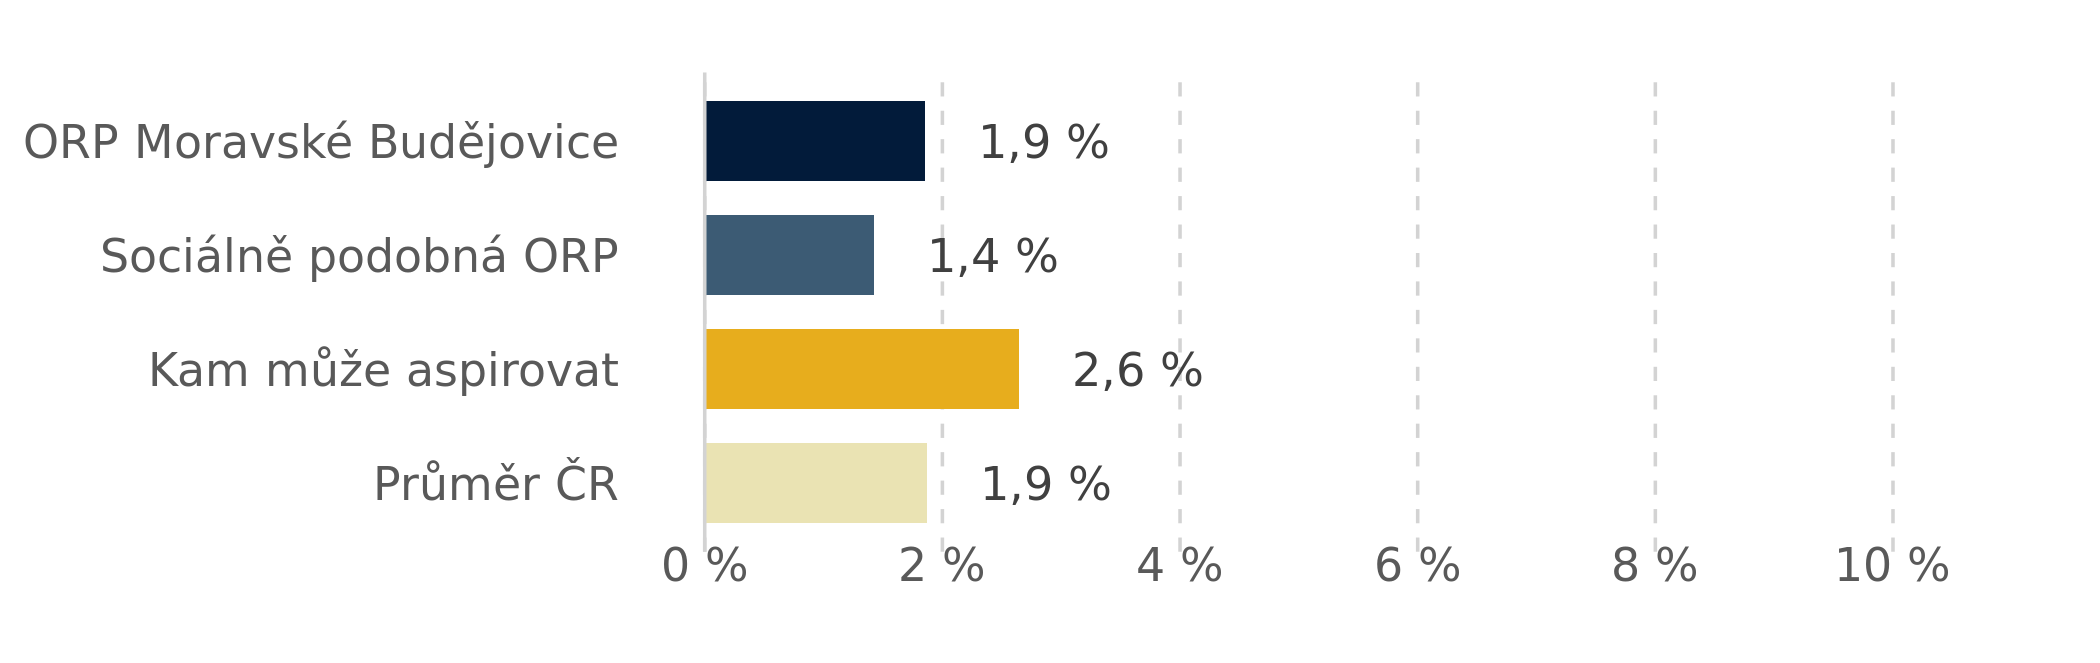 ORP Moravské Budějovice 1,9 %
Sociálně podobná ORP 1,4 %
Kam může aspirovat 2,6 %
Průměr ČR 1,9 %
0 % 2 % 4 % 6 % 8 % 10 %